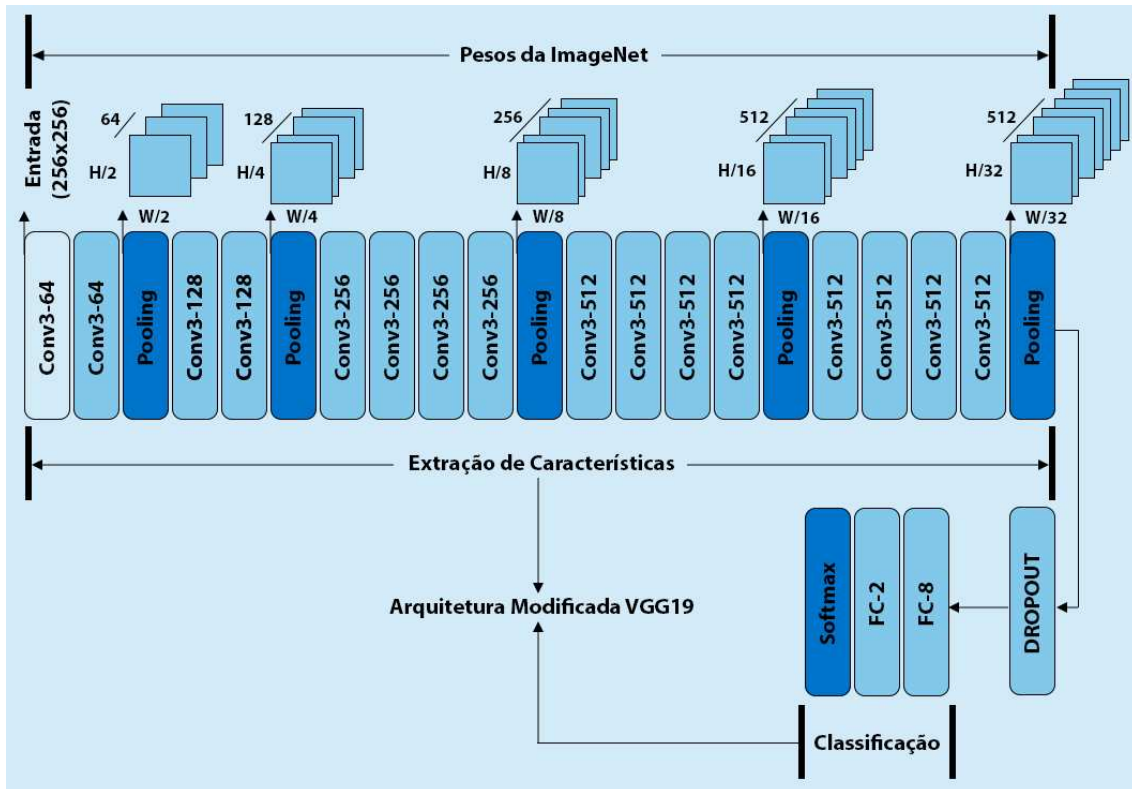 Pesos da ImageNet
Entrada
(256x256)
64
H/2
W/2
128
H/4
W/4
256
H/8
W/8
512
H/16
W/16
512
H/32
W/32
Conv3-64
Conv3-64
Pooling
Conv3-128
Conv3-128
Pooling
Conv3-256
Conv3-256
Conv3-256
Conv3-256
Pooling
Conv3-512
Conv3-512
Conv3-512
Conv3-512
Pooling
Conv3-512
Conv3-512
Conv3-512
Conv3-512
Pooling
Extração de Características
Arquitetura Modificada VGG19
Softmax
FC-2
FC-8
DROPOUT
Classificação